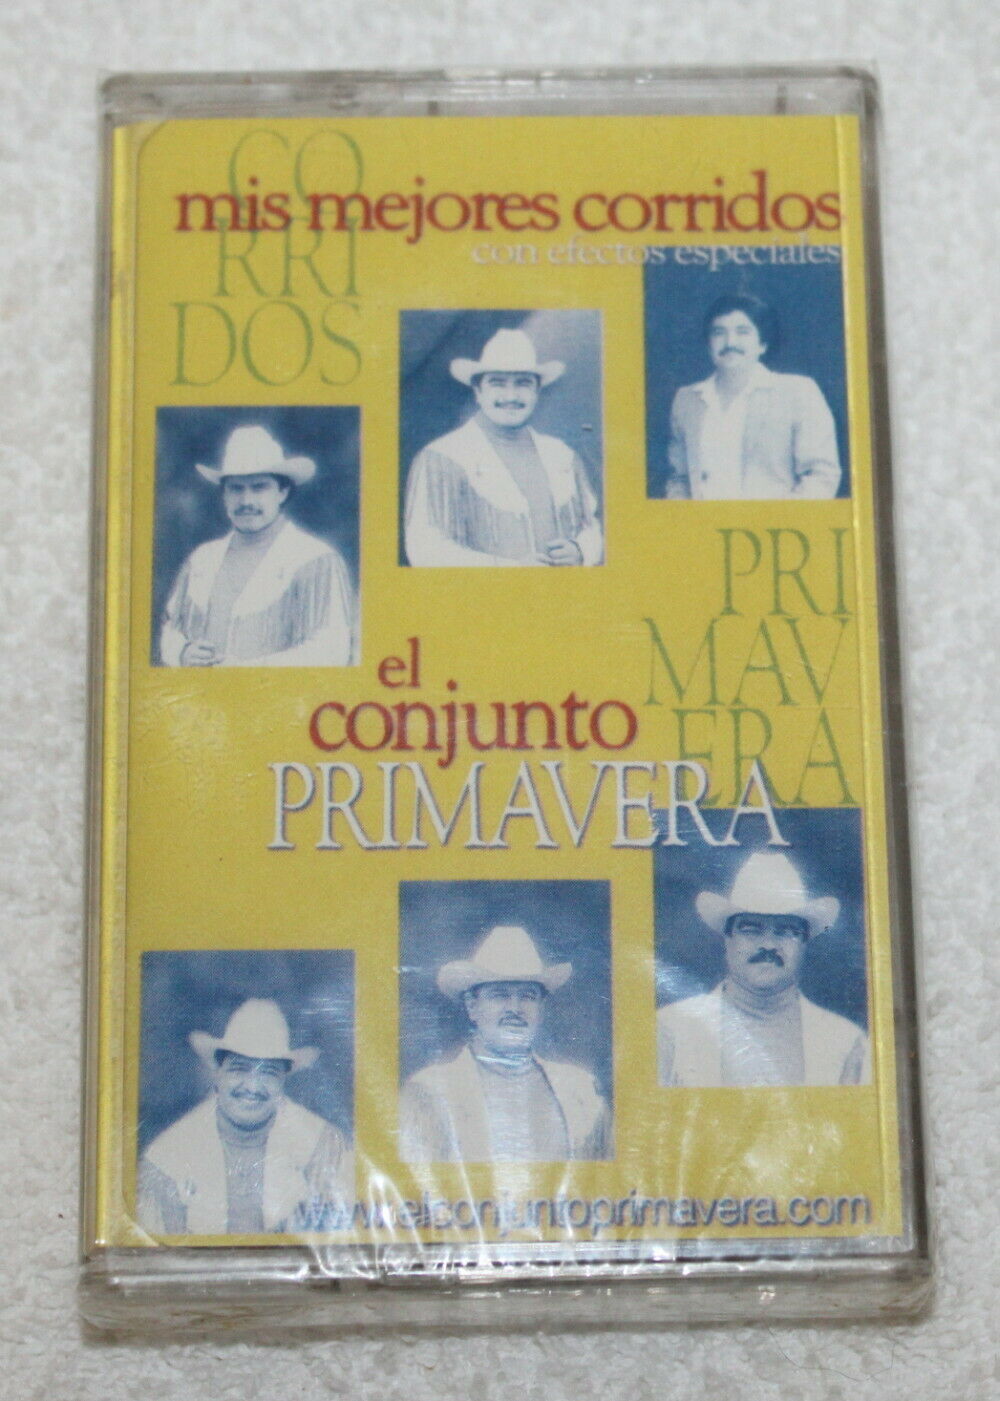 CO
RRI
DOS
mis mejores corridos
con efectos especiales
PRI
MAV
ERA
el
conjunto
PRIMAVERA
www.elconjuntoprimavera.com